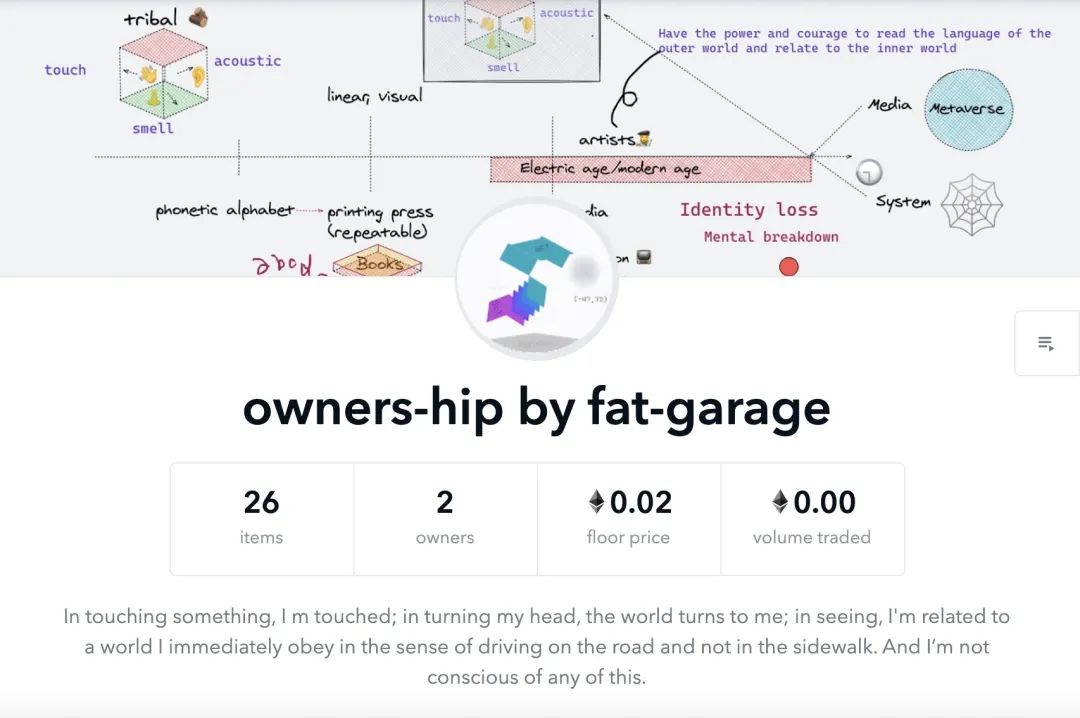 tribal
touch
acoustic
smell
touch
acoustic
smell
Have the power and courage to read the language of the
outer world and relate to the inner world
linear, visual
artists
Media
Metaverse
Electric age/modern age
System
phonetic alphabet
printing press
(repeatable)
Identity loss
Mental breakdown
abcd
Books
(-47,72)
owners-hip by fat-garage
26
items
2
owners
0.02
floor price
0.00
volume traded
In touching something, I m touched; in turning my head, the world turns to me; in seeing, I'm related to
a world I immediately obey in the sense of driving on the road and not in the sidewalk. And I’m not
conscious of any of this.